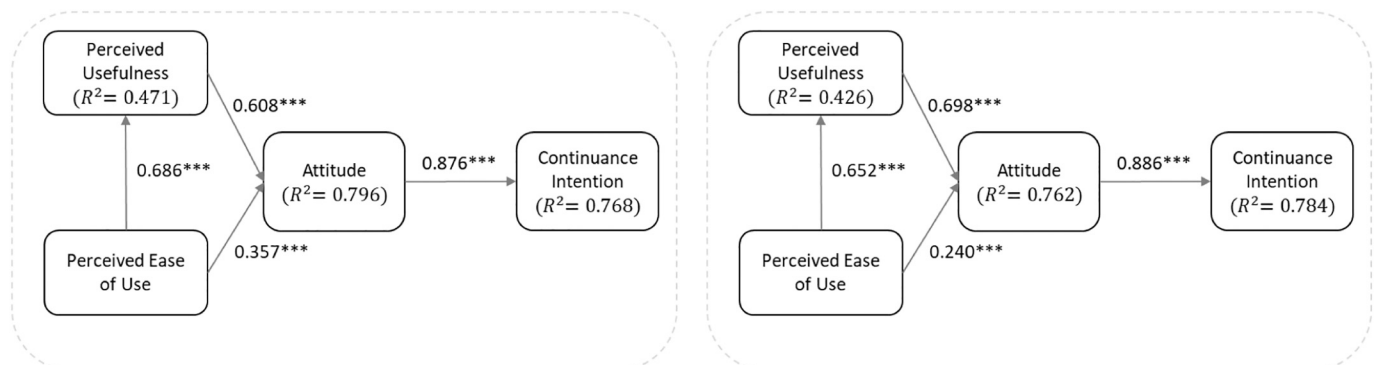 Perceived
Usefulness
(R²= 0.471)
0.608***
0.686***
Attitude
(R²= 0.796)
0.876***
Continuance
Intention
(R²= 0.768)
0.357***
Perceived Ease
of Use
Perceived
Usefulness
(R²= 0.426)
0.698***
0.652***
Attitude
(R²= 0.762)
0.886***
Continuance
Intention
(R²= 0.784)
0.240***
Perceived Ease
of Use